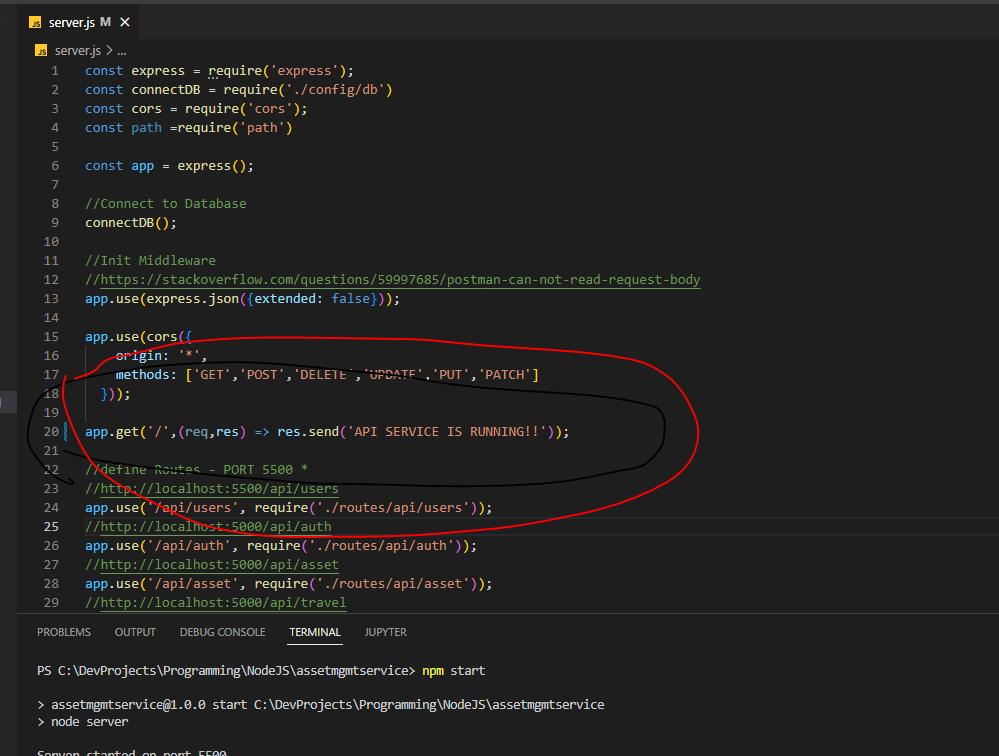 JS server.js M ✕
JS server.js > ...
1 const express = require('express');
2 const connectDB = require('./config/db')
3 const cors = require('cors');
4 const path =require('path')
5
6 const app = express();
7
8 //Connect to Database
9 connectDB();
10
11 //Init Middleware
12 //https://stackoverflow.com/questions/59997685/postman-can-not-read-request-body
13 app.use(express.json({extended: false}));
14
15 app.use(cors({
16 origin: '*',
17 methods: ['GET','POST','DELETE','UPDATE','PUT','PATCH']
18 }));
19
20 app.get('/',(req,res) => res.send('API SERVICE IS RUNNING!!'));
21
22 //define Routes - PORT 5500 *
23 //http://localhost:5500/api/users
24 app.use('/api/users', require('./routes/api/users'));
25 //http://localhost:5000/api/auth
26 app.use('/api/auth', require('./routes/api/auth'));
27 //http://localhost:5000/api/asset
28 app.use('/api/asset', require('./routes/api/asset'));
29 //http://localhost:5000/api/travel
PROBLEMS OUTPUT DEBUG CONSOLE TERMINAL JUPYTER
PS C:\DevProjects\Programming\NodeJS\assetmgmtservice> npm start
> assetmgmtservice@1.0.0 start C:\DevProjects\Programming\NodeJS\assetmgmtservice
> node server
Server started on port 5500